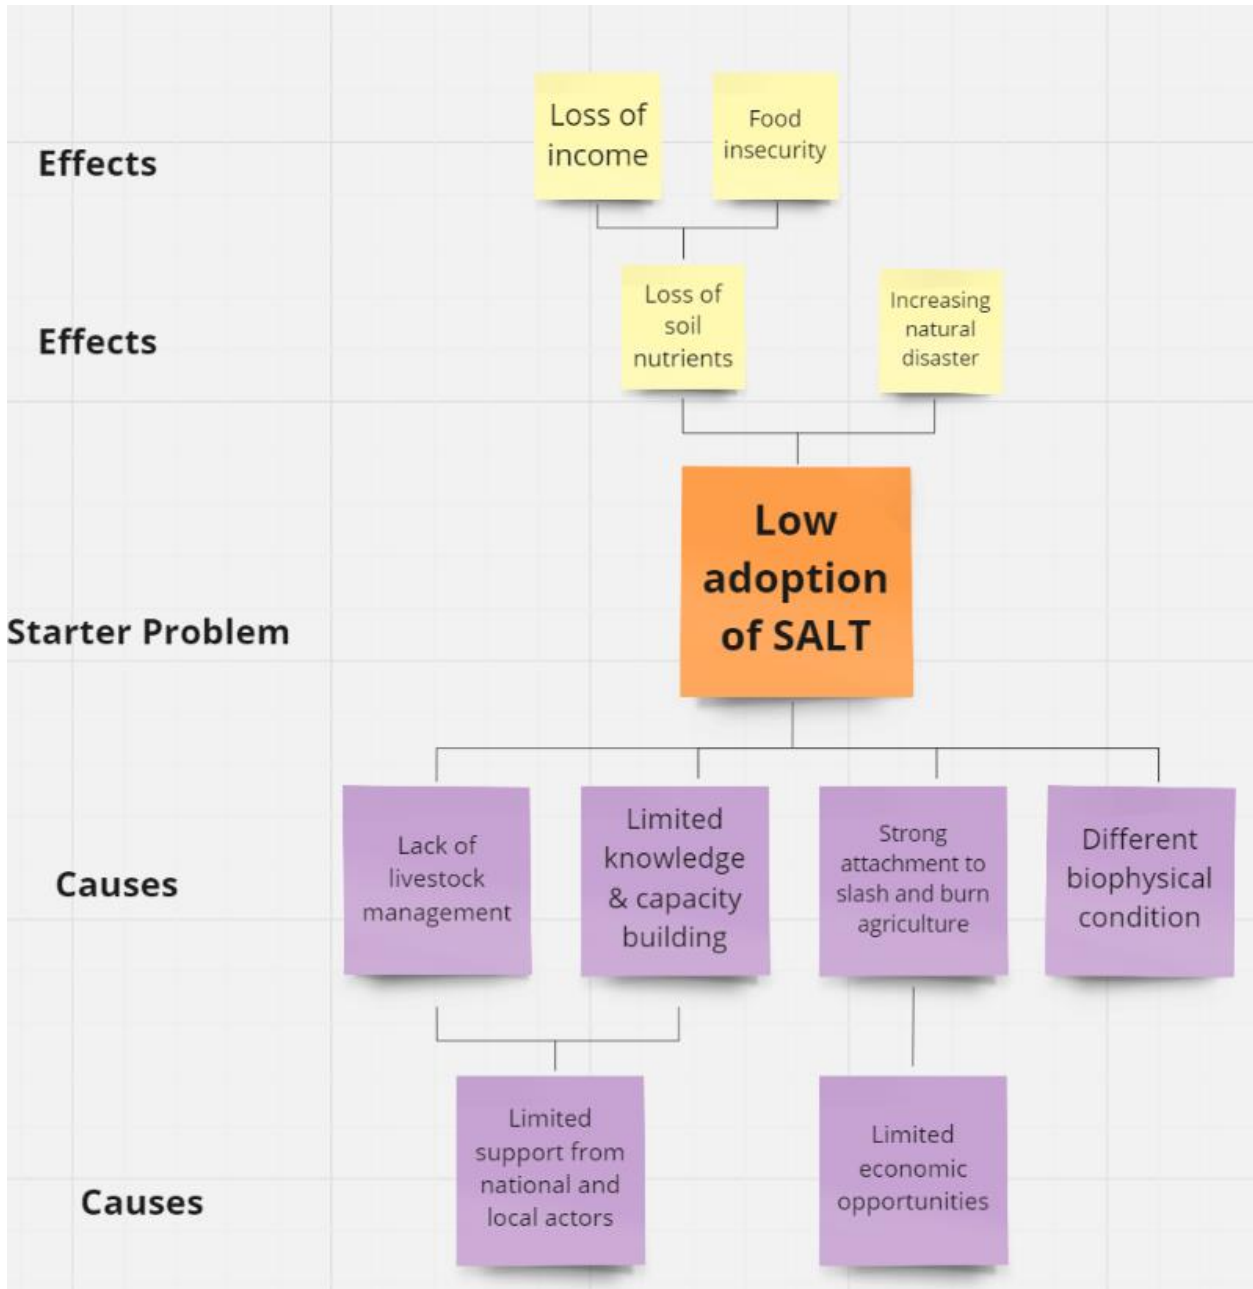 Effects
Loss of
income
Food
insecurity
Effects
Loss of
soil
nutrients
Increasing
natural
disaster
Starter Problem
Low
adoption
of SALT
Causes
Lack of
livestock
management
Limited
knowledge
& capacity
building
Strong
attachment to
slash and burn
agriculture
Different
biophysical
condition
Causes
Limited
support from
national and
local actors
Limited
economic
opportunities